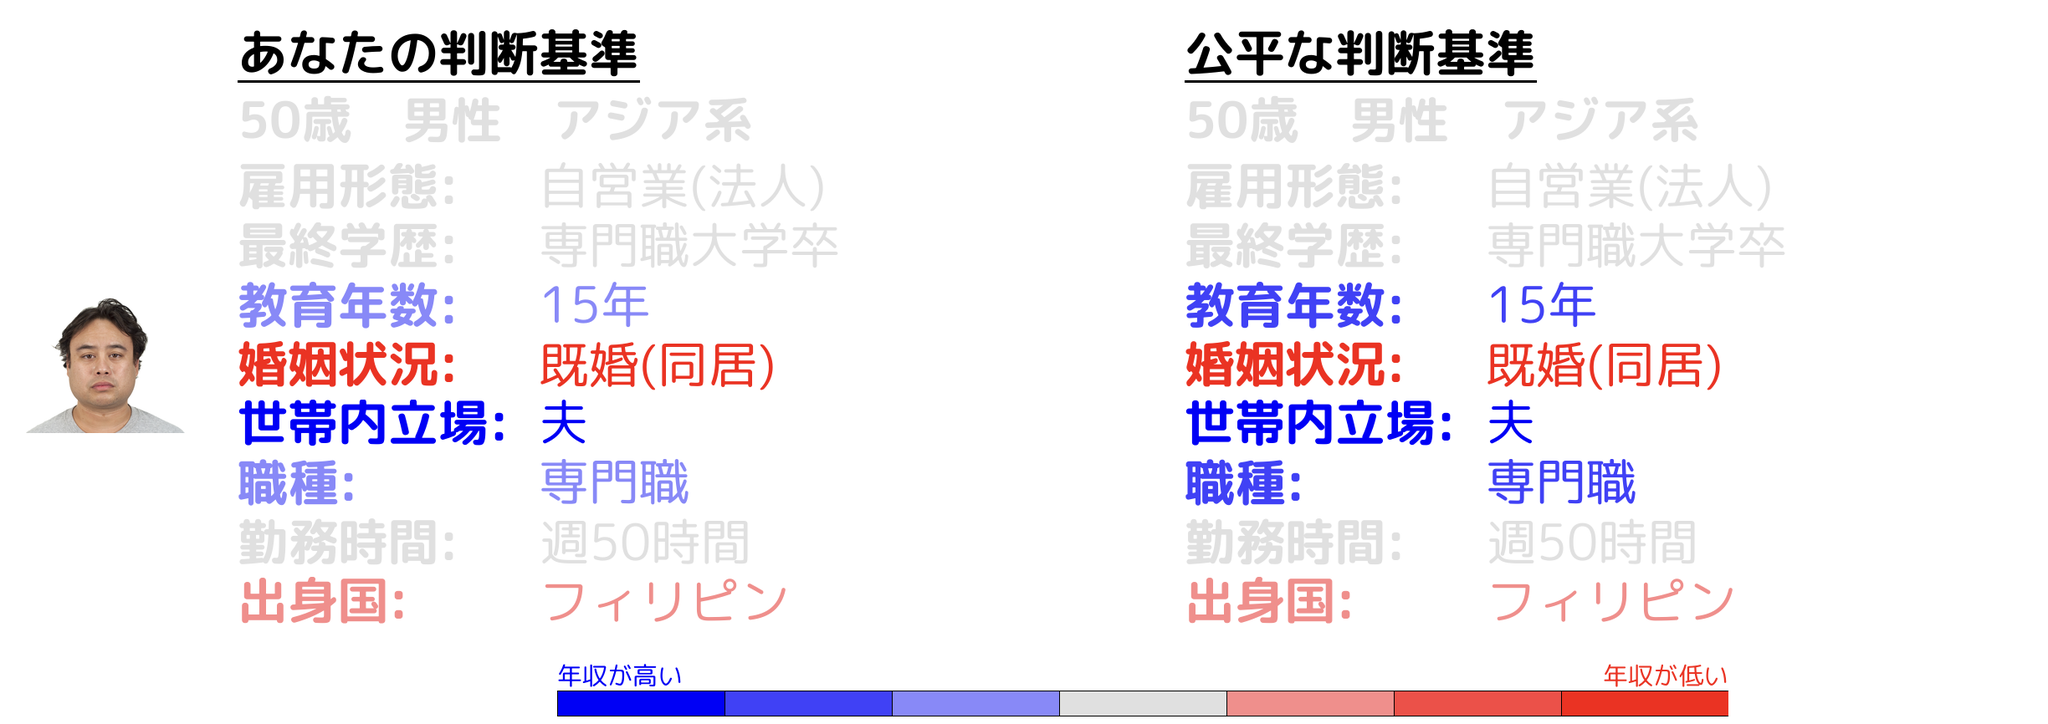 あなたの判断基準
50歳 男性 アジア系
雇用形態: 自営業(法人)
最終学歴: 専門職大学卒
教育年数: 15年
婚姻状況: 既婚(同居)
世帯内立場: 夫
職種: 専門職
勤務時間: 週50時間
出身国: フィリピン
公平な判断基準
50歳 男性 アジア系
雇用形態: 自営業(法人)
最終学歴: 専門職大学卒
教育年数: 15年
婚姻状況: 既婚(同居)
世帯内立場: 夫
職種: 専門職
勤務時間: 週50時間
出身国: フィリピン
年収が高い
年収が低い